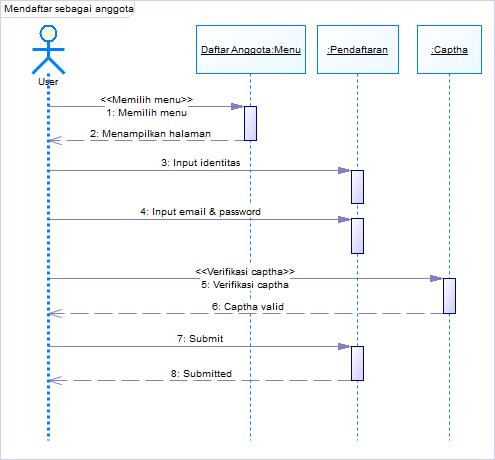 Mendaftar sebagai anggota
Daftar Anggota:Menu
:Pendaftaran
:Captha
User
<<Memilih menu>>
1: Memilih menu
2: Menampilkan halaman
3: Input identitas
4: Input email & password
<<Verifikasi captha>>
5: Verifikasi captha
6: Captha valid
7: Submit
8: Submitted